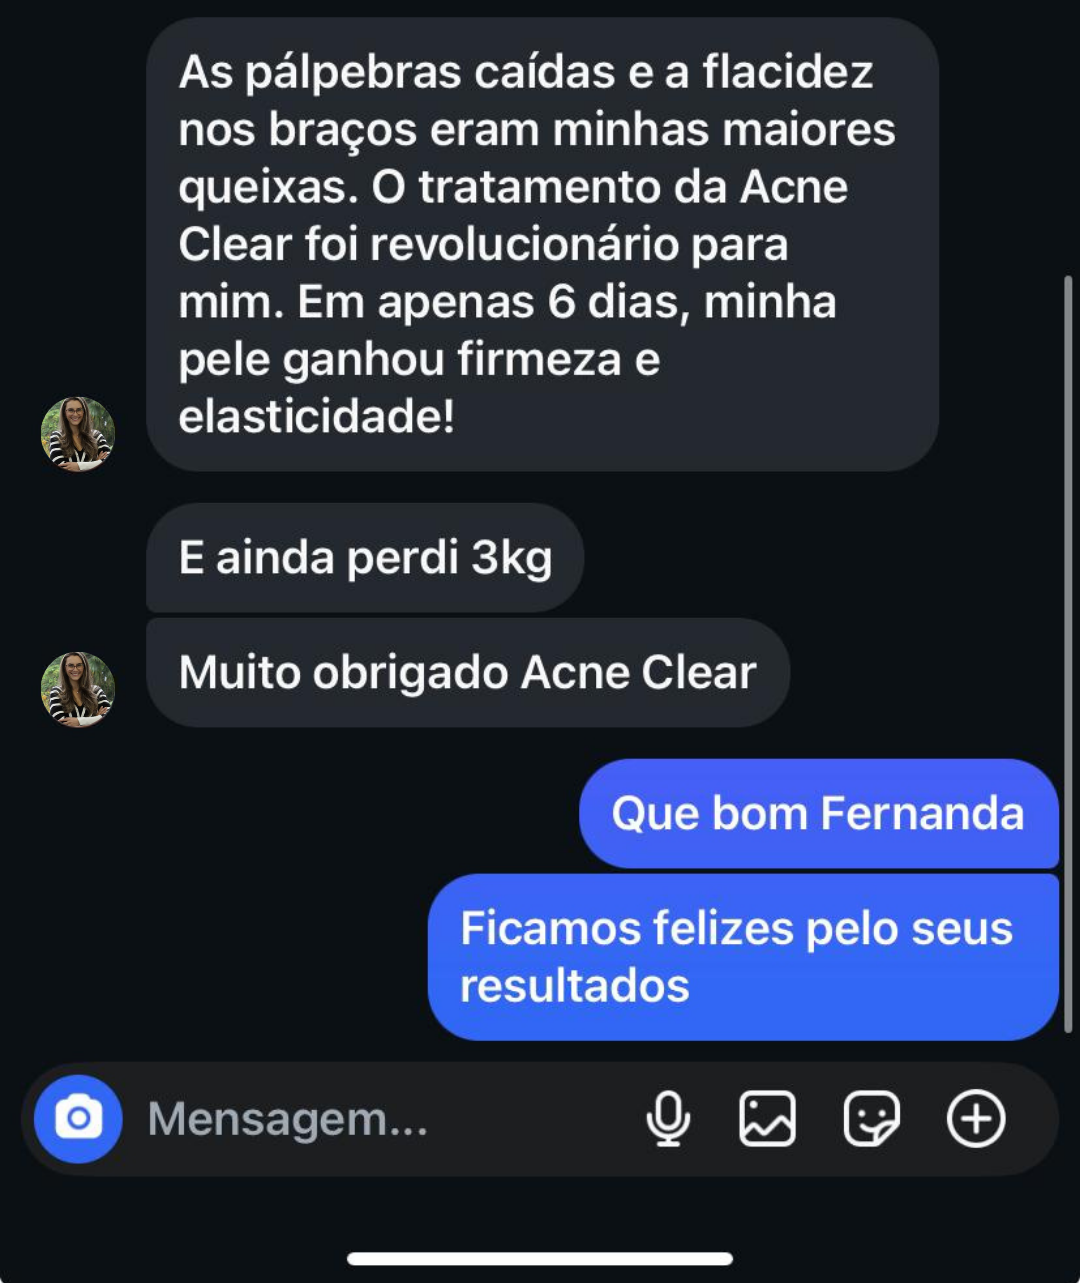 As pálpebras caídas e a flacidez
nos braços eram minhas maiores
queixas. O tratamento da Acne
Clear foi revolucionário para
mim. Em apenas 6 dias, minha
pele ganhou firmeza e
elasticidade!
E ainda perdi 3kg
Muito obrigado Acne Clear
Que bom Fernanda
Ficamos felizes pelo seus
resultados
Mensagem...